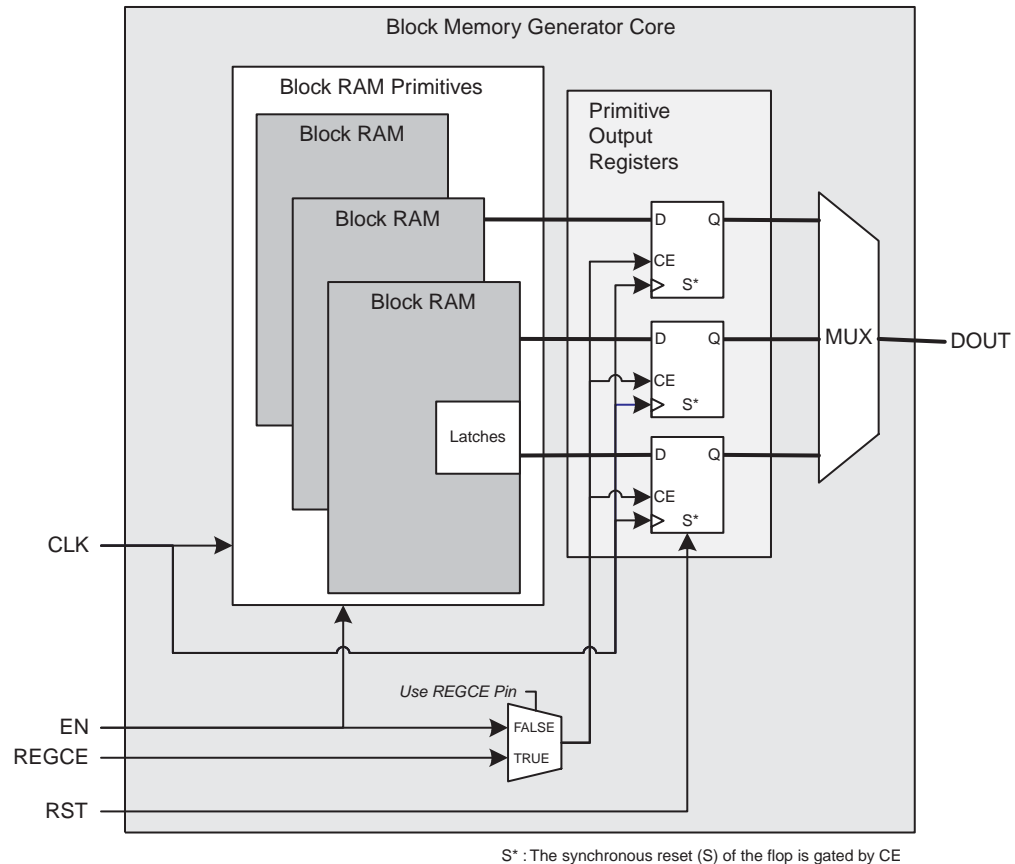 Block Memory Generator Core
Block RAM Primitives
Block RAM
Block RAM
Block RAM
Latches
Primitive
Output
Registers
D Q
CE
S*
D Q
CE
S*
D Q
CE
S*
MUX
DOUT
CLK
Use REGCE Pin
EN
FALSE
REGCE
TRUE
RST
S* : The synchronous reset (S) of the flop is gated by CE